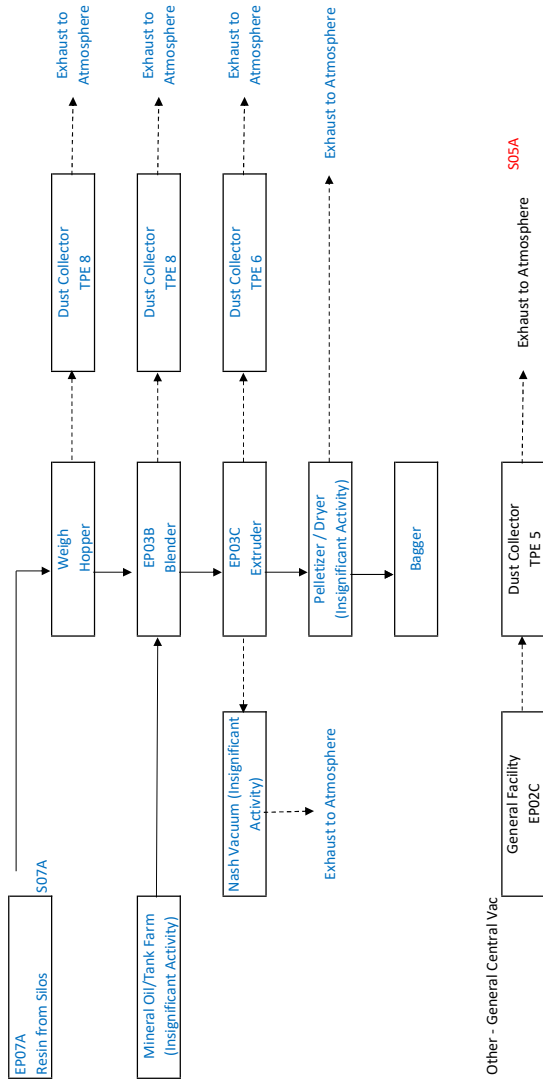 EP07A
Resin from Silos
S07A
Weigh
Hopper
Dust Collector
TPE 8
Exhaust to
Atmosphere
Mineral Oil/Tank Farm
(Insignificant Activity)
EP03B
Blender
Dust Collector
TPE 8
Exhaust to
Atmosphere
Nash Vacuum (Insignificant
Activity)
Exhaust to Atmosphere
EP03C
Extruder
Dust Collector
TPE 6
Exhaust to
Atmosphere
Pelletizer / Dryer
(Insignificant Activity)
Exhaust to Atmosphere
Bagger
Other - General Central Vac
General Facility
EP02C
Dust Collector
TPE 5
Exhaust to Atmosphere
S05A